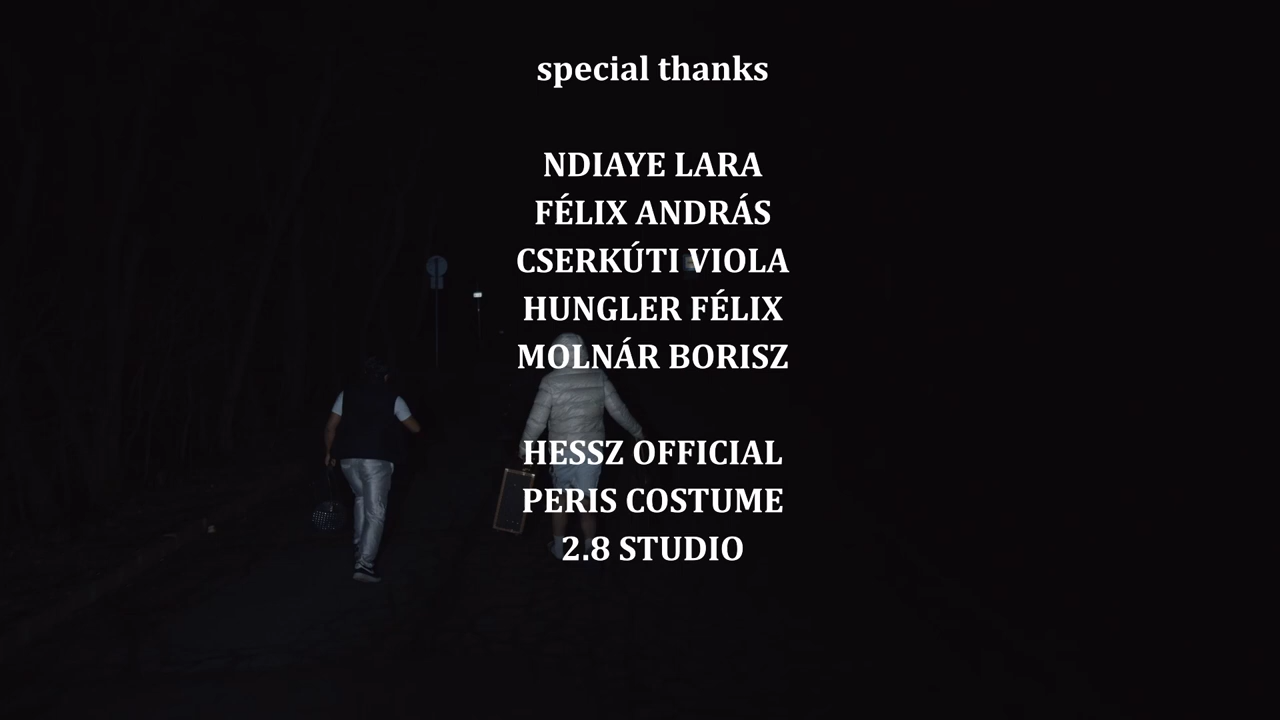 special thanks
NDIAYE LARA
FÉLIX ANDRÁS
CSERKÚTI VIOLA
HUNGLER FÉLIX
MOLNÁR BORISZ
HESSZ OFFICIAL
PERIS COSTUME
2.8 STUDIO